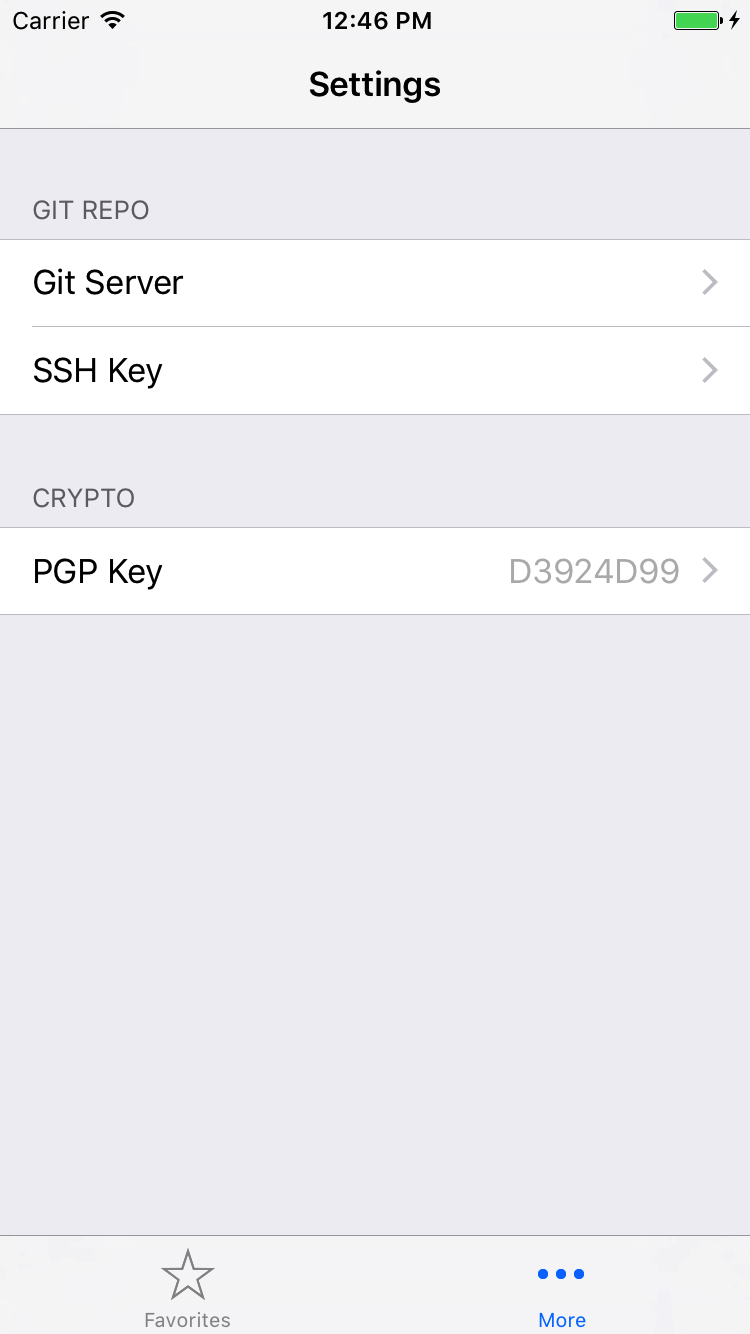 Carrier 12:46 PM
Settings
GIT REPO
Git Server
SSH Key
CRYPTO
PGP Key D3924D99
Favorites More